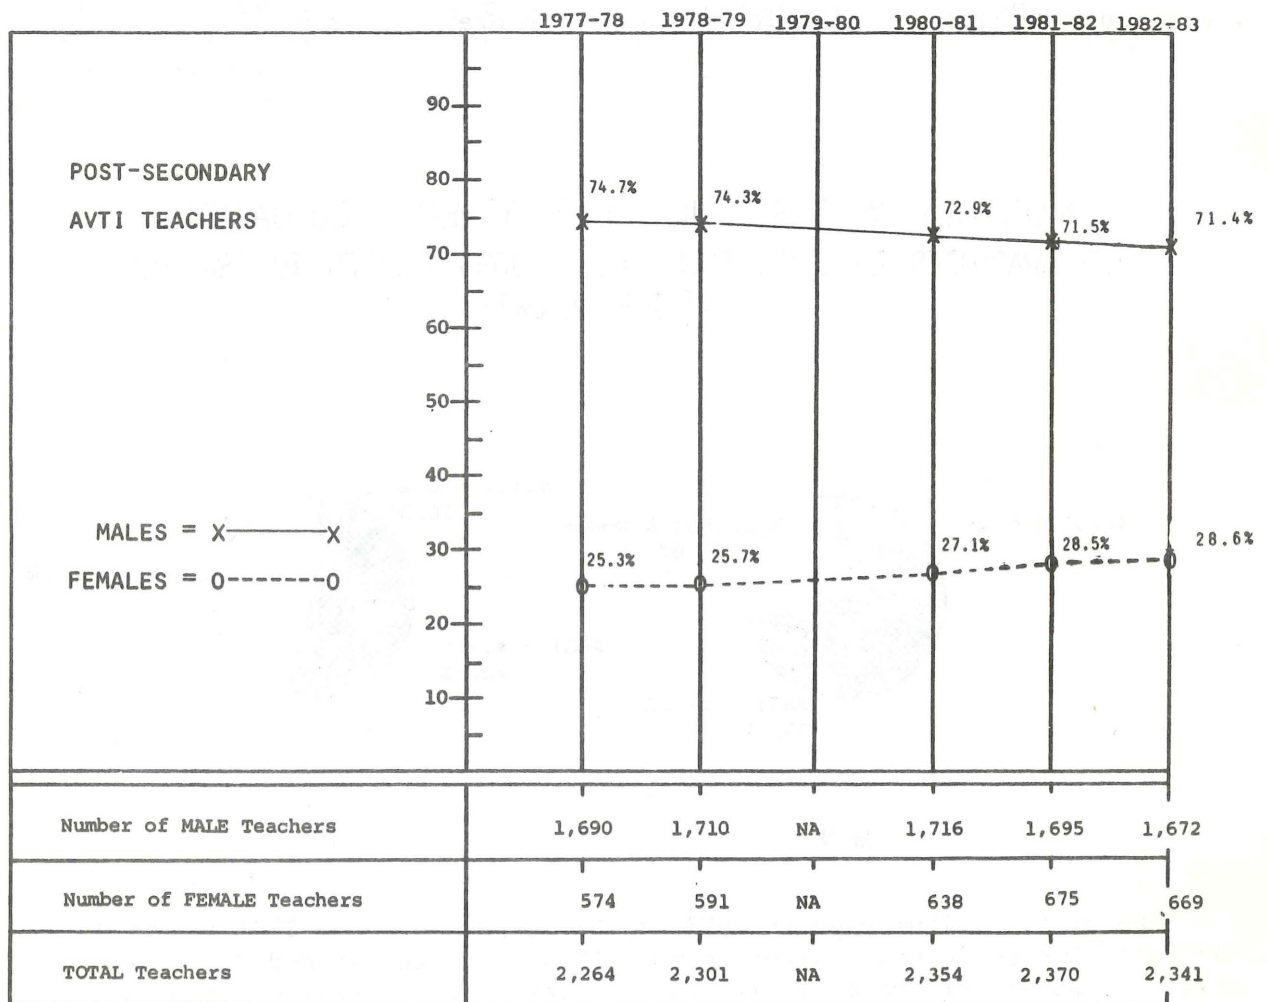 1977-78 1978-79 1979-80 1980-81 1981-82 1982-83
90
POST-SECONDARY
80
74.7% 74.3% 72.9% 71.5% 71.4%
AVTI TEACHERS
70
60
50
40
MALES = X———X
30
25.3% 25.7% 27.1% 28.5% 28.6%
FEMALES = O------O
20
10
Number of MALE Teachers 1,690 1,710 NA 1,716 1,695 1,672
Number of FEMALE Teachers 574 591 NA 638 675 669
TOTAL Teachers 2,264 2,301 NA 2,354 2,370 2,341